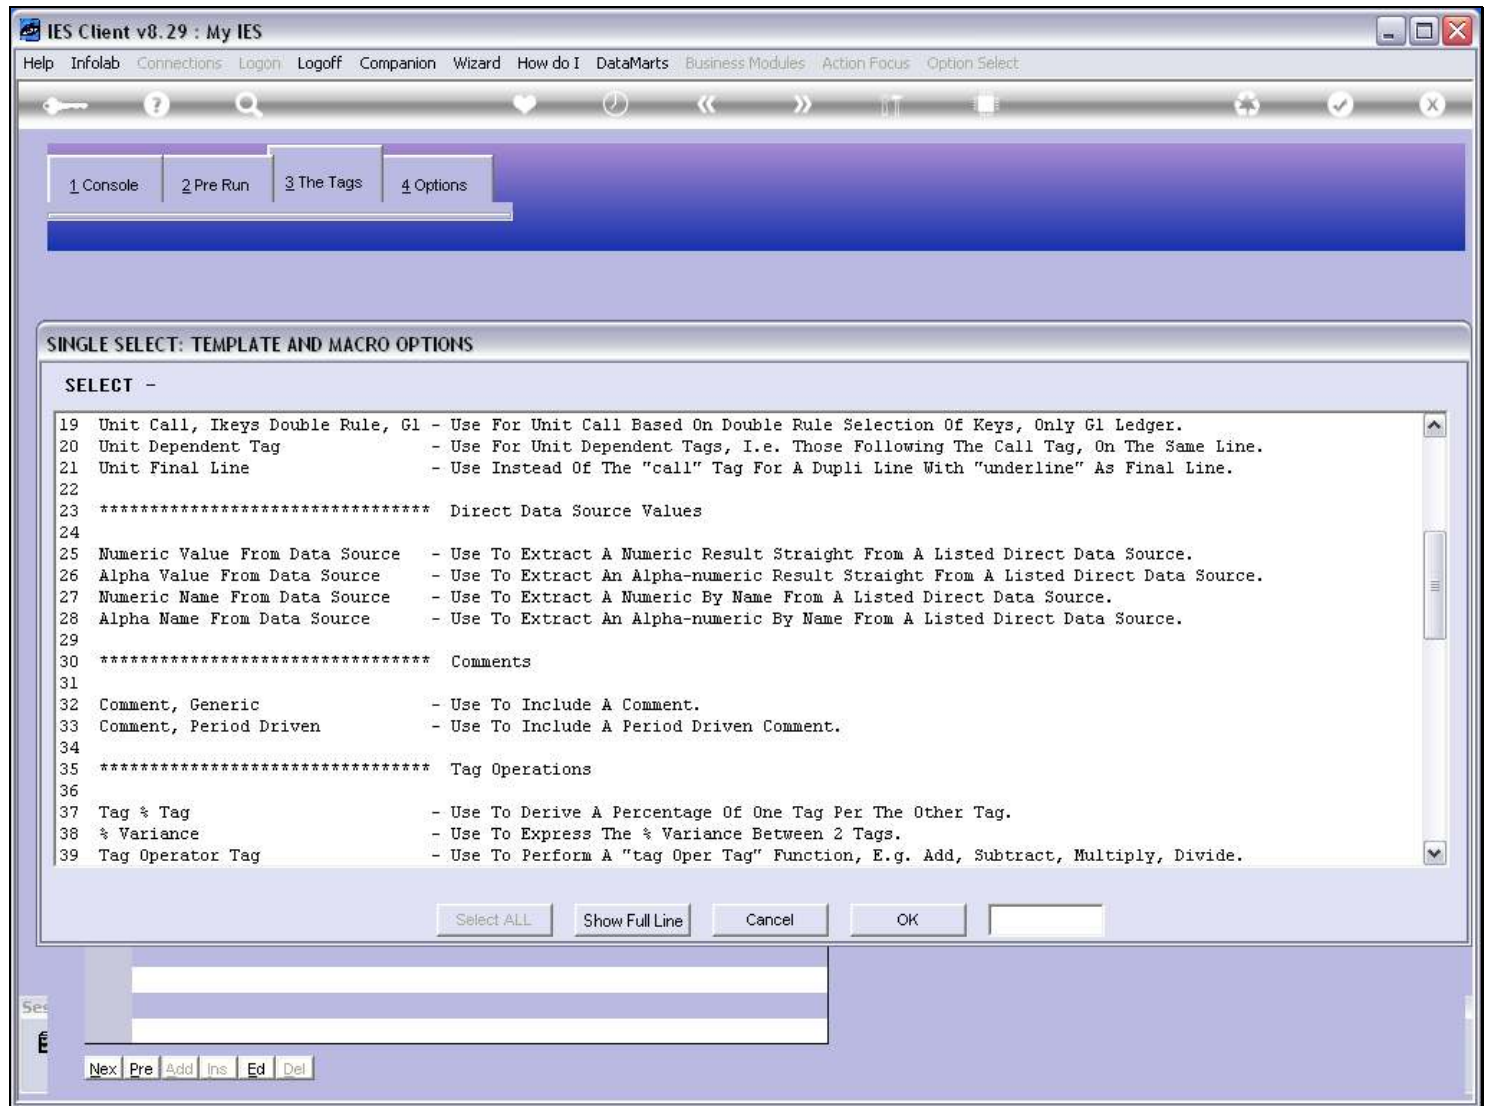 IES Client v8.29 : My IES
Help Infolab Connections Logon Logoff Companion Wizard How do I DataMarts Business Modules Action Focus Option Select
1 Console 2 Pre Run 3 The Tags 4 Options
SINGLE SELECT: TEMPLATE AND MACRO OPTIONS
SELECT -
19 Unit Call, Ikeys Double Rule, Gl - Use For Unit Call Based On Double Rule Selection Of Keys, Only Gl Ledger.
20 Unit Dependent Tag - Use For Unit Dependent Tags, I.e. Those Following The Call Tag, On The Same Line.
21 Unit Final Line - Use Instead Of The "call" Tag For A Dupli Line With "underline" As Final Line.
22
23 ********************************* Direct Data Source Values
24
25 Numeric Value From Data Source - Use To Extract A Numeric Result Straight From A Listed Direct Data Source.
26 Alpha Value From Data Source - Use To Extract An Alpha-numeric Result Straight From A Listed Direct Data Source.
27 Numeric Name From Data Source - Use To Extract A Numeric By Name From A Listed Direct Data Source.
28 Alpha Name From Data Source - Use To Extract An Alpha-numeric By Name From A Listed Direct Data Source.
29
30 ********************************* Comments
31
32 Comment, Generic - Use To Include A Comment.
33 Comment, Period Driven - Use To Include A Period Driven Comment.
34
35 ********************************* Tag Operations
36
37 Tag % Tag - Use To Derive A Percentage Of One Tag Per The Other Tag.
38 % Variance - Use To Express The % Variance Between 2 Tags.
39 Tag Operator Tag - Use To Perform A "tag Oper Tag" Function, E.g. Add, Subtract, Multiply, Divide.
Select ALL Show Full Line Cancel OK
Ses
Nex Pre Add Ins Ed Del